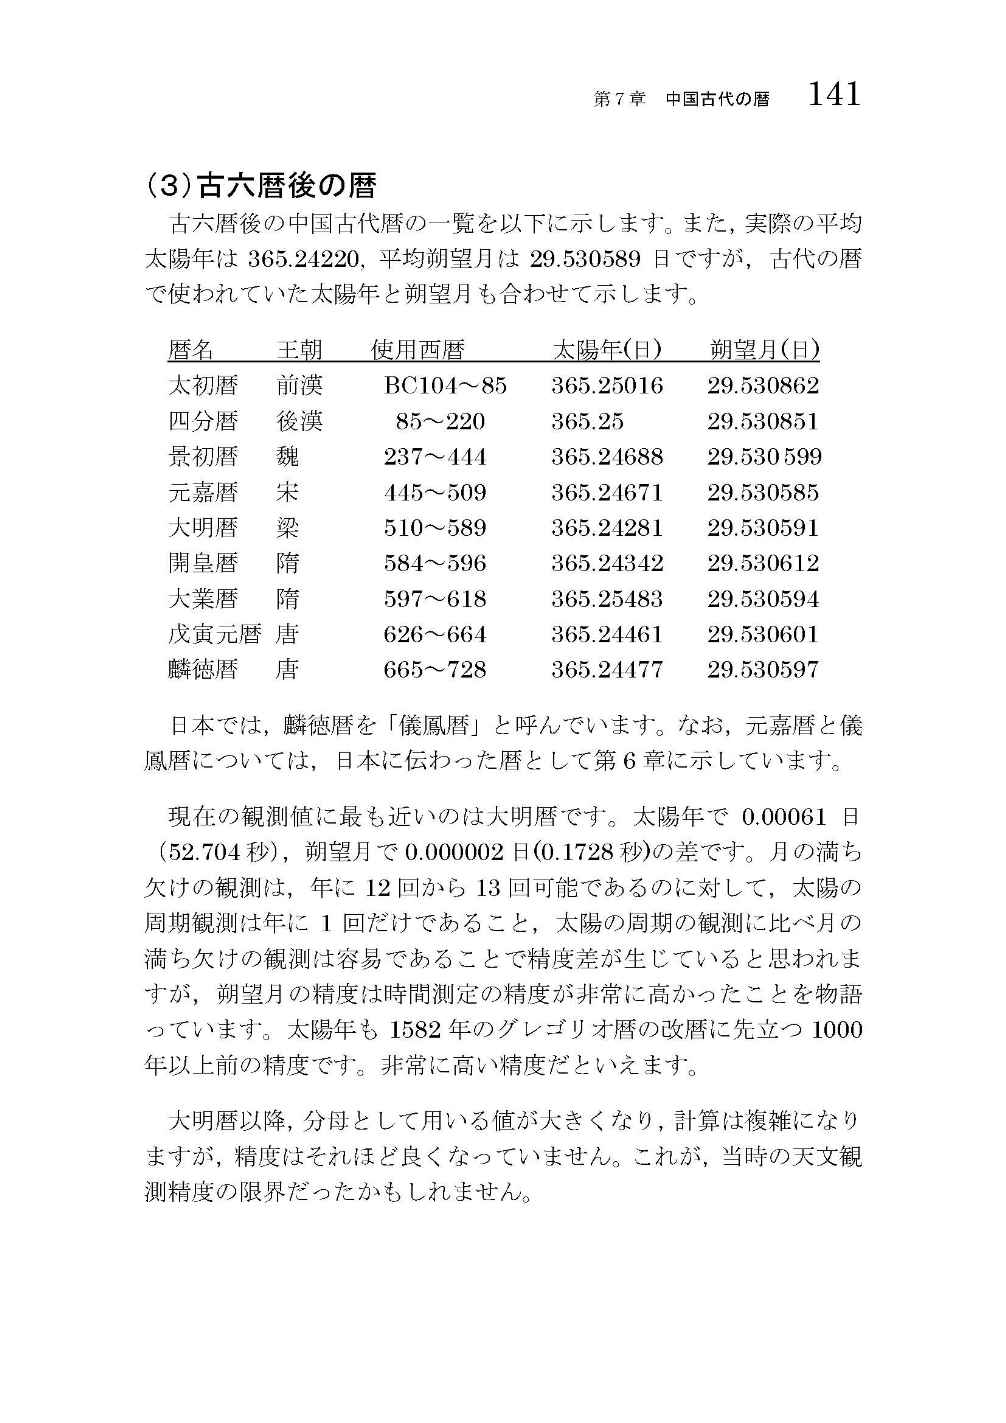 第７章　中国古代の暦　141
（3）古六暦後の暦
　古六暦後の中国古代暦の一覧を以下に示します。また，実際の平均
太陽年は 365.24220，平均朔望月は 29.530589 日ですが，古代の暦
で使われていた太陽年と朔望月も合わせて示します。
暦名　王朝　使用西暦　太陽年(日)　朔望月(日)
太初暦　前漢　BC104～85　365.25016　29.530862
四分暦　後漢　85～220　365.25　29.530851
景初暦　魏　237～444　365.24688　29.530599
元嘉暦　宋　445～509　365.24671　29.530585
大明暦　梁　510～589　365.24281　29.530591
開皇暦　隋　584～596　365.24342　29.530612
大業暦　隋　597～618　365.25483　29.530594
戊寅元暦　唐　626～664　365.24461　29.530601
麟徳暦　唐　665～728　365.24477　29.530597
　日本では，麟徳暦を「儀鳳暦」と呼んでいます。なお，元嘉暦と儀
鳳暦については，日本に伝わった暦として第 6 章に示しています。
　現在の観測値に最も近いのは大明暦です。太陽年で 0.00061 日
（52.704 秒），朔望月で 0.000002 日(0.1728 秒)の差です。月の満ち
欠けの観測は，年に 12 回から 13 回可能であるのに対して，太陽の
周期観測は年に 1 回だけであること，太陽の周期の観測に比べ月の
満ち欠けの観測は容易であることで精度差が生じていると思われま
すが，朔望月の精度は時間測定の精度が非常に高かったことを物語
っています。太陽年も 1582 年のグレゴリオ暦の改暦に先立つ 1000
年以上前の精度です。非常に高い精度だといえます。
　大明暦以降，分母として用いる値が大きくなり，計算は複雑になり
ますが，精度はそれほど良くなっていません。これが，当時の天文観
測精度の限界だったかもしれません。